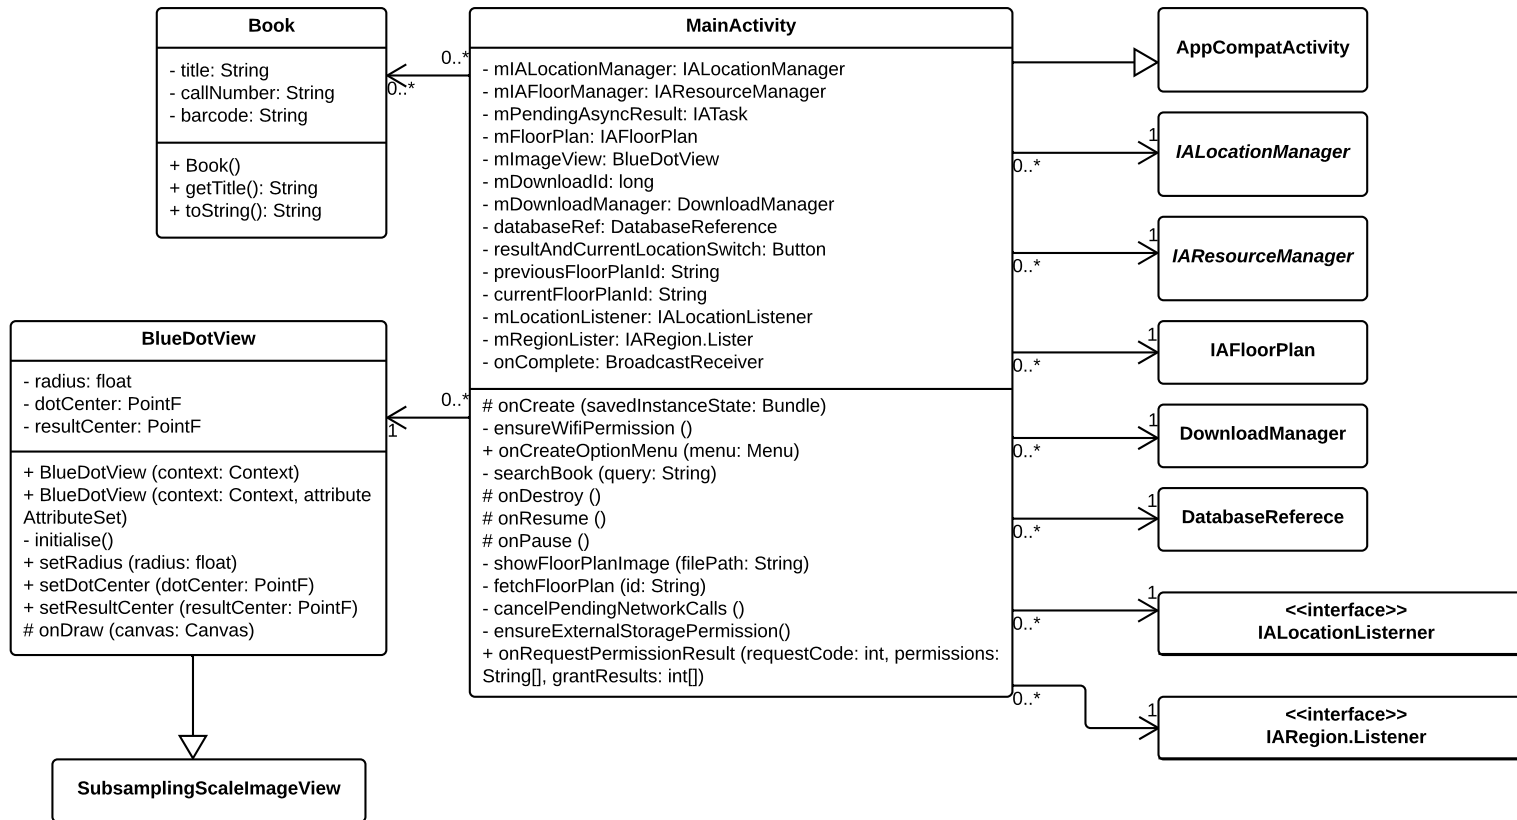 Book
- title: String
- callNumber: String
- barcode: String
+ Book()
+ getTitle(): String
+ toString(): String
0..*
0..*
MainActivity
- mIALocationManager: IALocationManager
- mIAFloorManager: IAResourceManager
- mPendingAsyncResult: IATask
- mFloorPlan: IAFloorPlan
- mImageView: BlueDotView
- mDownloadId: long
- mDownloadManager: DownloadManager
- databaseRef: DatabaseReference
- resultAndCurrentLocationSwitch: Button
- previousFloorPlanId: String
- currentFloorPlanId: String
- mLocationListener: IALocationListener
- mRegionLister: IARegion.Lister
- onComplete: BroadcastReceiver
# onCreate (savedInstanceState: Bundle)
- ensureWifiPermission ()
+ onCreateOptionMenu (menu: Menu)
- searchBook (query: String)
# onDestroy ()
# onResume ()
# onPause ()
- showFloorPlanImage (filePath: String)
- fetchFloorPlan (id: String)
- cancelPendingNetworkCalls ()
- ensureExternalStoragePermission()
+ onRequestPermissionResult (requestCode: int, permissions:
String[], grantResults: int[])
BlueDotView
- radius: float
- dotCenter: PointF
- resultCenter: PointF
+ BlueDotView (context: Context)
+ BlueDotView (context: Context, attribute
AttributeSet)
- initialise()
+ setRadius (radius: float)
+ setDotCenter (dotCenter: PointF)
+ setResultCenter (resultCenter: PointF)
# onDraw (canvas: Canvas)
0..*
1
SubsamplingScaleImageView
AppCompatActivity
1
0..*
IALocationManager
1
0..*
IAResourceManager
1
0..*
IAFloorPlan
1
0..*
DownloadManager
1
0..*
DatabaseReferece
1
0..*
<<interface>>
IALocationListerner
1
0..*
<<interface>>
IARegion.Listener